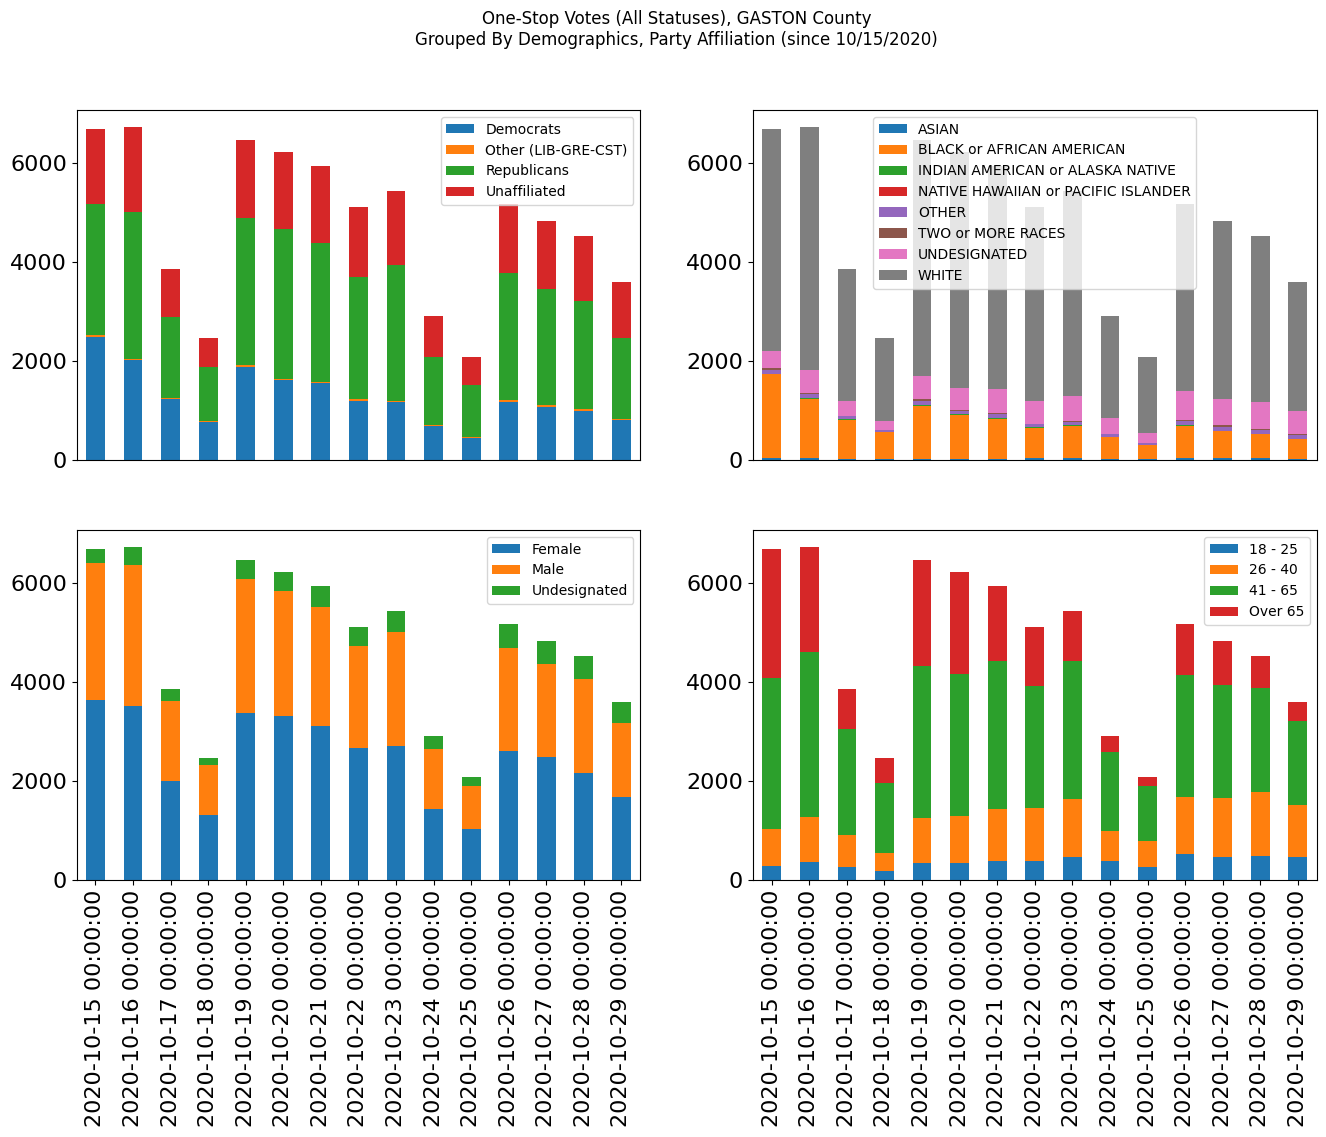 One-Stop Votes (All Statuses), GASTON County
Grouped By Demographics, Party Affiliation (since 10/15/2020)
6000
4000
2000
0
Democrats
Other (LIB-GRE-CST)
Republicans
Unaffiliated
6000
4000
2000
0
ASIAN
BLACK or AFRICAN AMERICAN
INDIAN AMERICAN or ALASKA NATIVE
NATIVE HAWAIIAN or PACIFIC ISLANDER
OTHER
TWO or MORE RACES
UNDESIGNATED
WHITE
6000
4000
2000
0
Female
Male
Undesignated
2020-10-15 00:00:00
2020-10-16 00:00:00
2020-10-17 00:00:00
2020-10-18 00:00:00
2020-10-19 00:00:00
2020-10-20 00:00:00
2020-10-21 00:00:00
2020-10-22 00:00:00
2020-10-23 00:00:00
2020-10-24 00:00:00
2020-10-25 00:00:00
2020-10-26 00:00:00
2020-10-27 00:00:00
2020-10-28 00:00:00
2020-10-29 00:00:00
6000
4000
2000
0
18 - 25
26 - 40
41 - 65
Over 65
2020-10-15 00:00:00
2020-10-16 00:00:00
2020-10-17 00:00:00
2020-10-18 00:00:00
2020-10-19 00:00:00
2020-10-20 00:00:00
2020-10-21 00:00:00
2020-10-22 00:00:00
2020-10-23 00:00:00
2020-10-24 00:00:00
2020-10-25 00:00:00
2020-10-26 00:00:00
2020-10-27 00:00:00
2020-10-28 00:00:00
2020-10-29 00:00:00